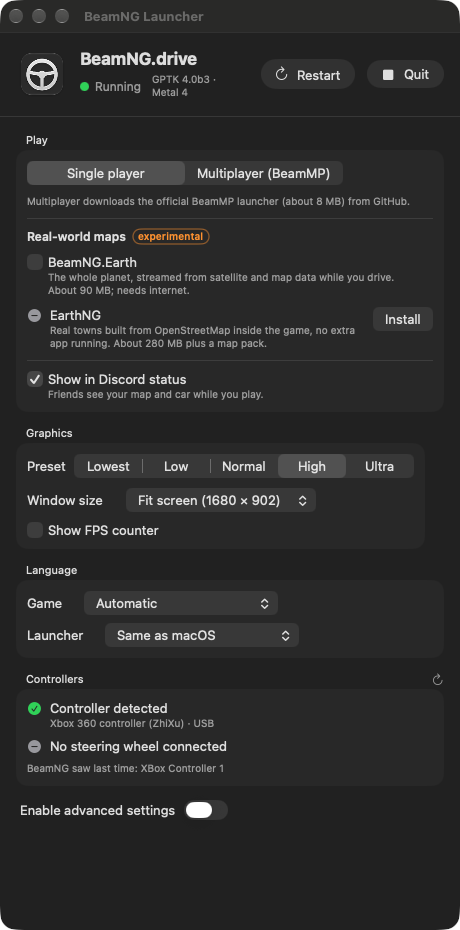 BeamNG Launcher
BeamNG.drive
Running
GPTK 4.0b3 ·
Metal 4
Restart
Quit
Play
Single player
Multiplayer (BeamMP)
Multiplayer downloads the official BeamMP launcher (about 8 MB) from GitHub.
Real-world maps
experimental
BeamNG.Earth
The whole planet, streamed from satellite and map data while you drive.
About 90 MB; needs internet.
EarthNG
Real towns built from OpenStreetMap inside the game, no extra
app running. About 280 MB plus a map pack.
Install
Show in Discord status
Friends see your map and car while you play.
Graphics
Preset
Lowest
Low
Normal
High
Ultra
Window size
Fit screen (1680 × 902)
Show FPS counter
Language
Game
Automatic
Launcher
Same as macOS
Controllers
Controller detected
Xbox 360 controller (ZhiXu) · USB
No steering wheel connected
BeamNG saw last time: XBox Controller 1
Enable advanced settings